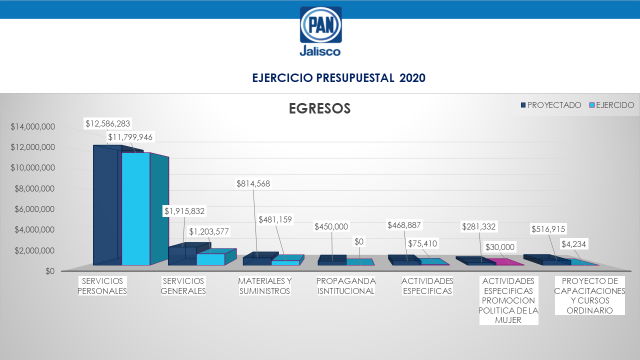 PAN
Jalisco
EJERCICIO PRESUPUESTAL 2020
EGRESOS
PROYECTADO
EJERCIDO
$14,000,000
$12,000,000
$10,000,000
$8,000,000
$6,000,000
$4,000,000
$2,000,000
$0
$12,586,283
$11,799,946
$1,915,832
$1,203,577
$814,568
$481,159
$450,000
$0
$468,887
$75,410
$281,332
$30,000
$516,915
$4,234
SERVICIOS
PERSONALES
SERVICIOS
GENERALES
MATERIALES Y
SUMINISTROS
PROPAGANDA
ISNTITUCIONAL
ACTIVIDADES
ESPECIFICAS
ACTIVIDADES
ESPECIFICAS
PROMOCION
POLITICA DE LA
MUJER
PROYECTO DE
CAPACITACIONES
Y CURSOS
ORDINARIO